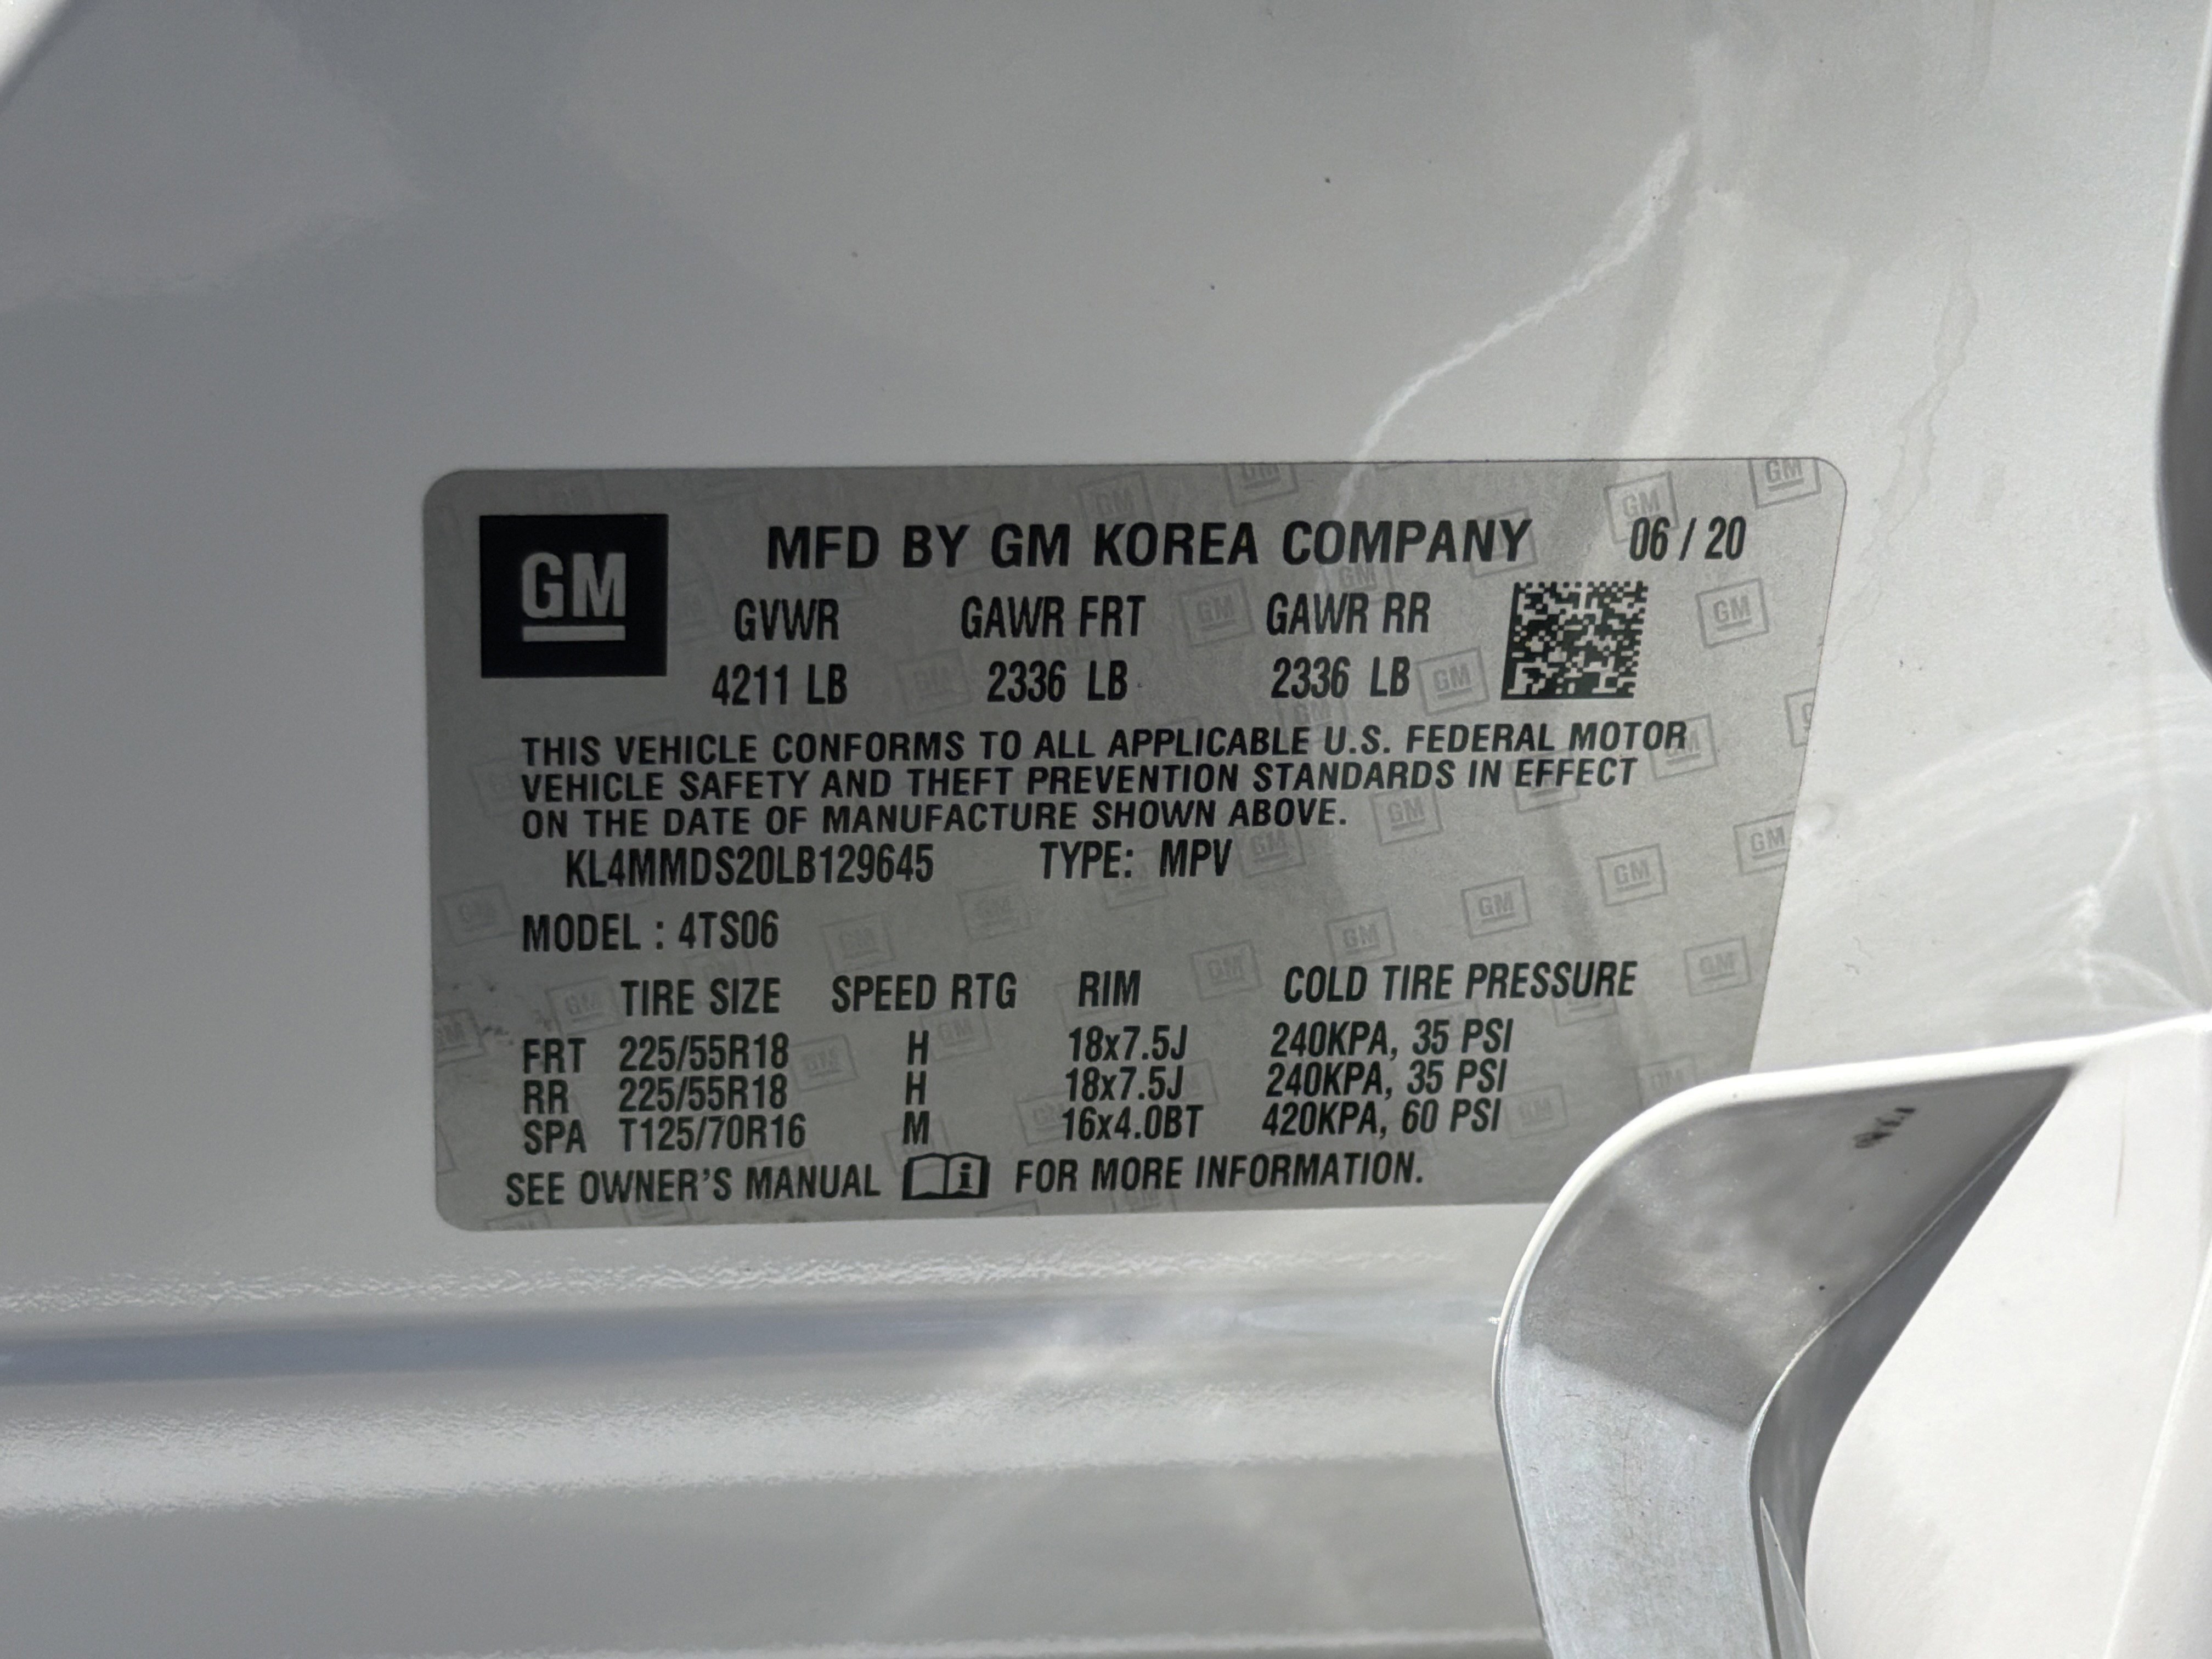 GM MFD BY GM KOREA COMPANY 06 / 20
GVWR GAWR FRT GAWR RR
4211 LB 2336 LB 2336 LB
THIS VEHICLE CONFORMS TO ALL APPLICABLE U.S. FEDERAL MOTOR
VEHICLE SAFETY AND THEFT PREVENTION STANDARDS IN EFFECT
ON THE DATE OF MANUFACTURE SHOWN ABOVE.
KL4MMDS20LB129645 TYPE: MPV
MODEL : 4TS06
TIRE SIZE SPEED RTG RIM COLD TIRE PRESSURE
FRT 225/55R18 H 18x7.5J 240KPA, 35 PSI
RR 225/55R18 H 18x7.5J 240KPA, 35 PSI
SPA T125/70R16 M 16x4.0BT 420KPA, 60 PSI
SEE OWNER'S MANUAL i FOR MORE INFORMATION.